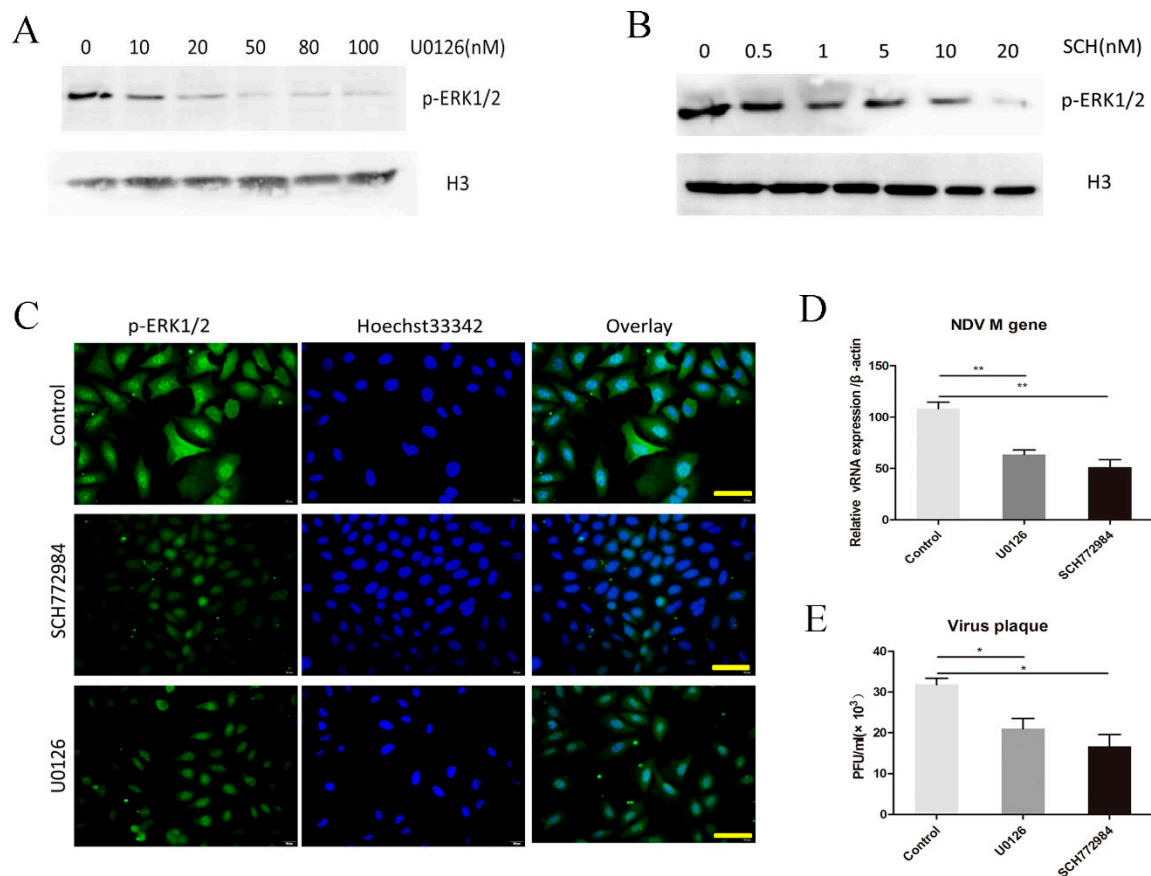 A
0 10 20 50 80 100 U0126(nM)
p-ERK1/2
H3
B
0 0.5 1 5 10 20 SCH(nM)
p-ERK1/2
H3
C
p-ERK1/2 Hoechst33342 Overlay
Control
SCH772984
U0126
D
NDV M gene
Relative vRNA expression /β -actin
150
100
50
0
** 
**
Control U0126 SCH772984
E
Virus plaque
PFU/ml(× 10³)
40
30
20
10
0
*
*
Control U0126 SCH772984